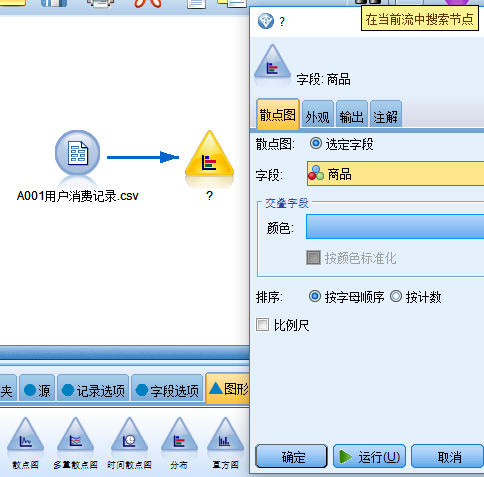 在当前流中搜索节点
?
字段: 商品
散点图 外观 输出 注解
散点图: 选定字段
字段: 商品
交叠字段
颜色:
按颜色标准化
排序: 按字母顺序 按计数
比例尺
确定 运行(U) 取消
A001用户消费记录.csv
?
夹 源 记录选项 字段选项 图形
散点图 多重散点图 时间散点图 分布 直方图